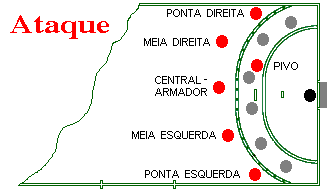 Ataque
PONTA DIREITA
MEIA DIREITA
PIVO
CENTRAL-
ARMADOR
MEIA ESQUERDA
PONTA ESQUERDA